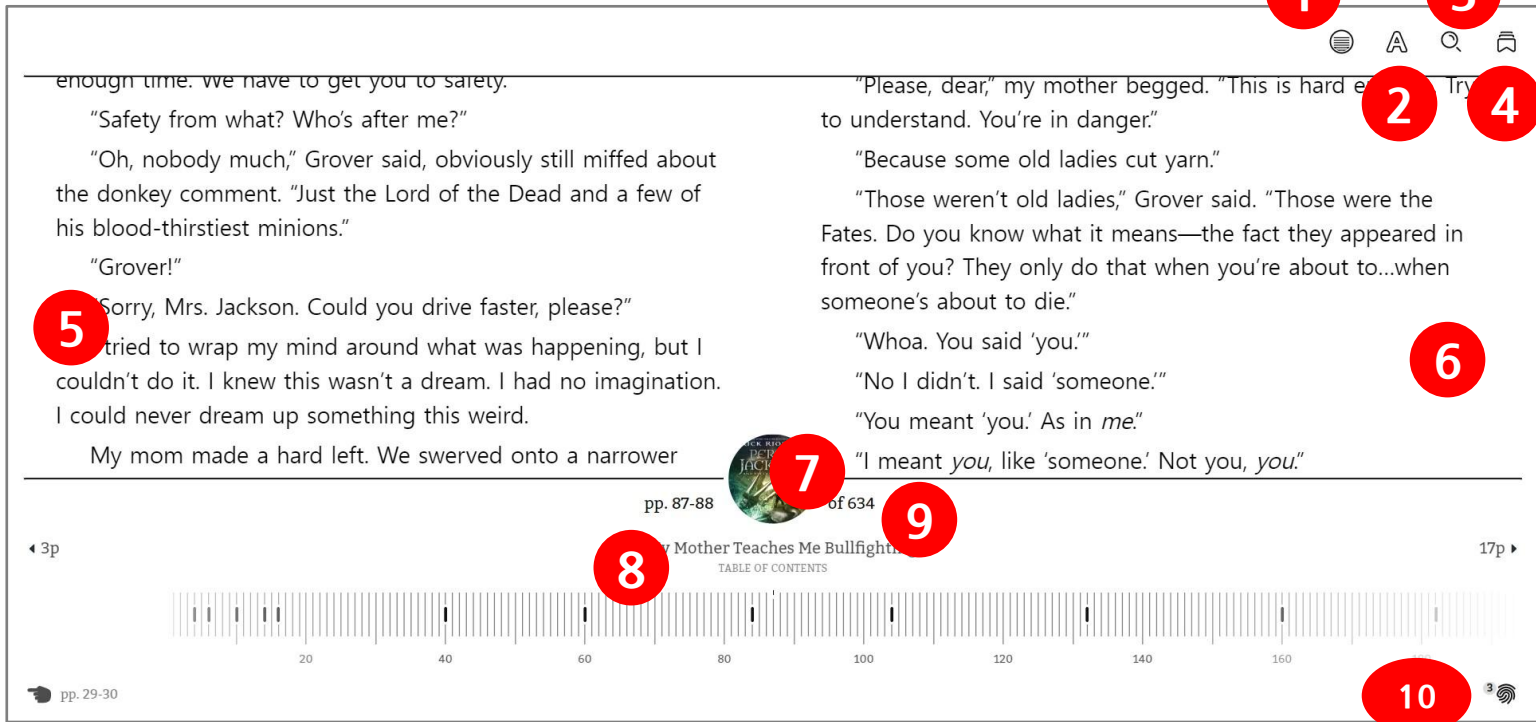 1
3
enough time. We have to get you to safety.
“Safety from what? Who’s after me?”
“Oh, nobody much,” Grover said, obviously still miffed about
the donkey comment. “Just the Lord of the Dead and a few of
his blood-thirstiest minions.”
“Grover!”
“Sorry, Mrs. Jackson. Could you drive faster, please?”
5
tried to wrap my mind around what was happening, but I
couldn’t do it. I knew this wasn’t a dream. I had no imagination.
I could never dream up something this weird.
My mom made a hard left. We swerved onto a narrower
“Please, dear,” my mother begged. “This is hard Try
2
4
to understand. You’re in danger.”
“Because some old ladies cut yarn.”
“Those weren’t old ladies,” Grover said. “Those were the
Fates. Do you know what it means—the fact they appeared in
front of you? They only do that when you’re about to…when
someone’s about to die.”
“Whoa. You said ‘you.’”
6
“No I didn’t. I said ‘someone.’”
“You meant ‘you.’ As in me.”
“I meant you, like ‘someone.’ Not you, you.”
7
pp. 87-88 of 634
9
3p
Mother Teaches Me
17p
8
TABLE OF CONTENTS
20 40 60 80 100 120 140 160 180
pp. 29-30
10
3